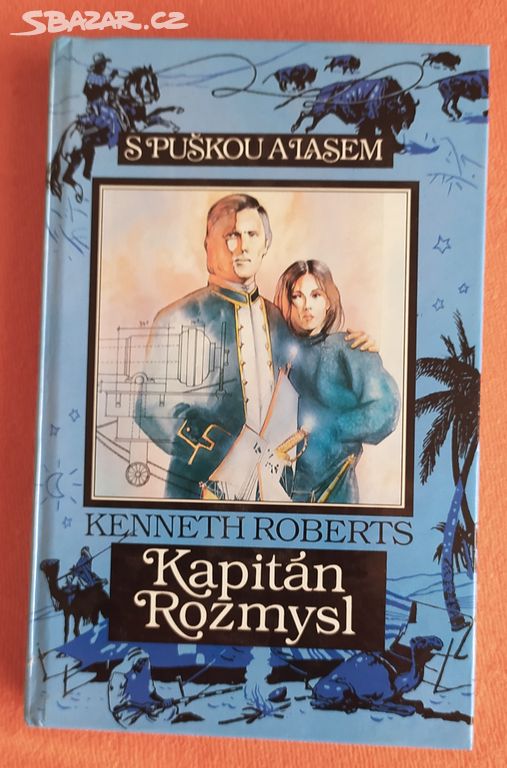 SBAZAR.CZ
S PUŠKOU A LASEM
KENNETH ROBERTS
Kapitán
Rozmysl